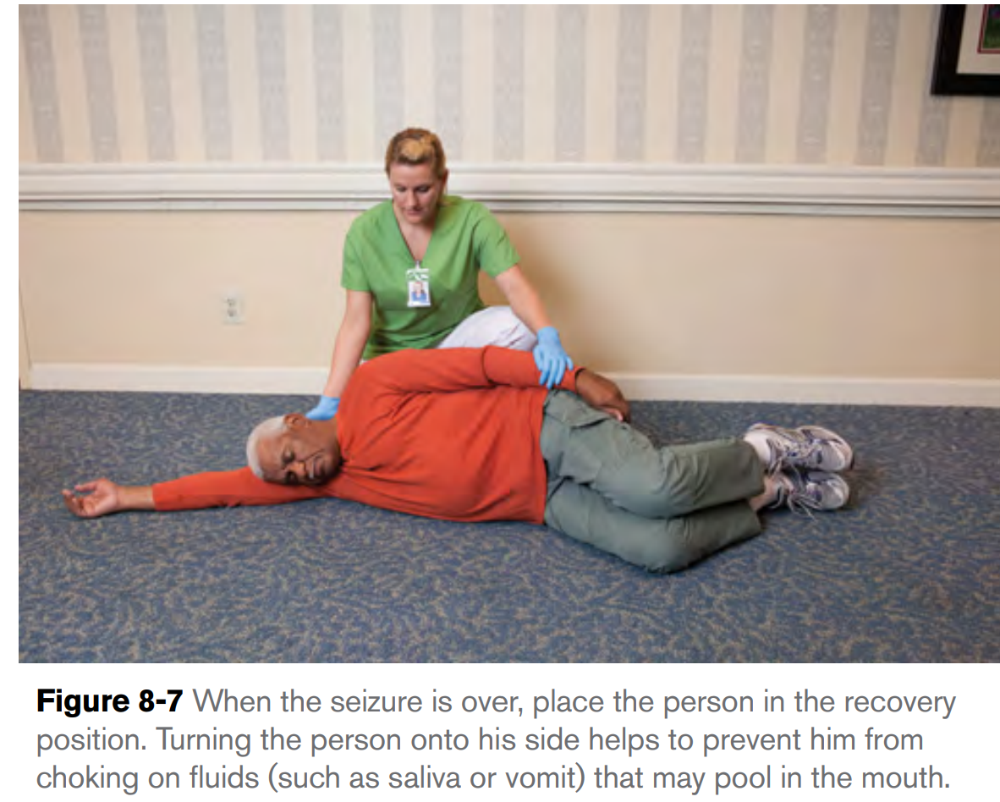 Figure 8-7 When the seizure is over, place the person in the recovery
position. Turning the person onto his side helps to prevent him from
choking on fluids (such as saliva or vomit) that may pool in the mouth.